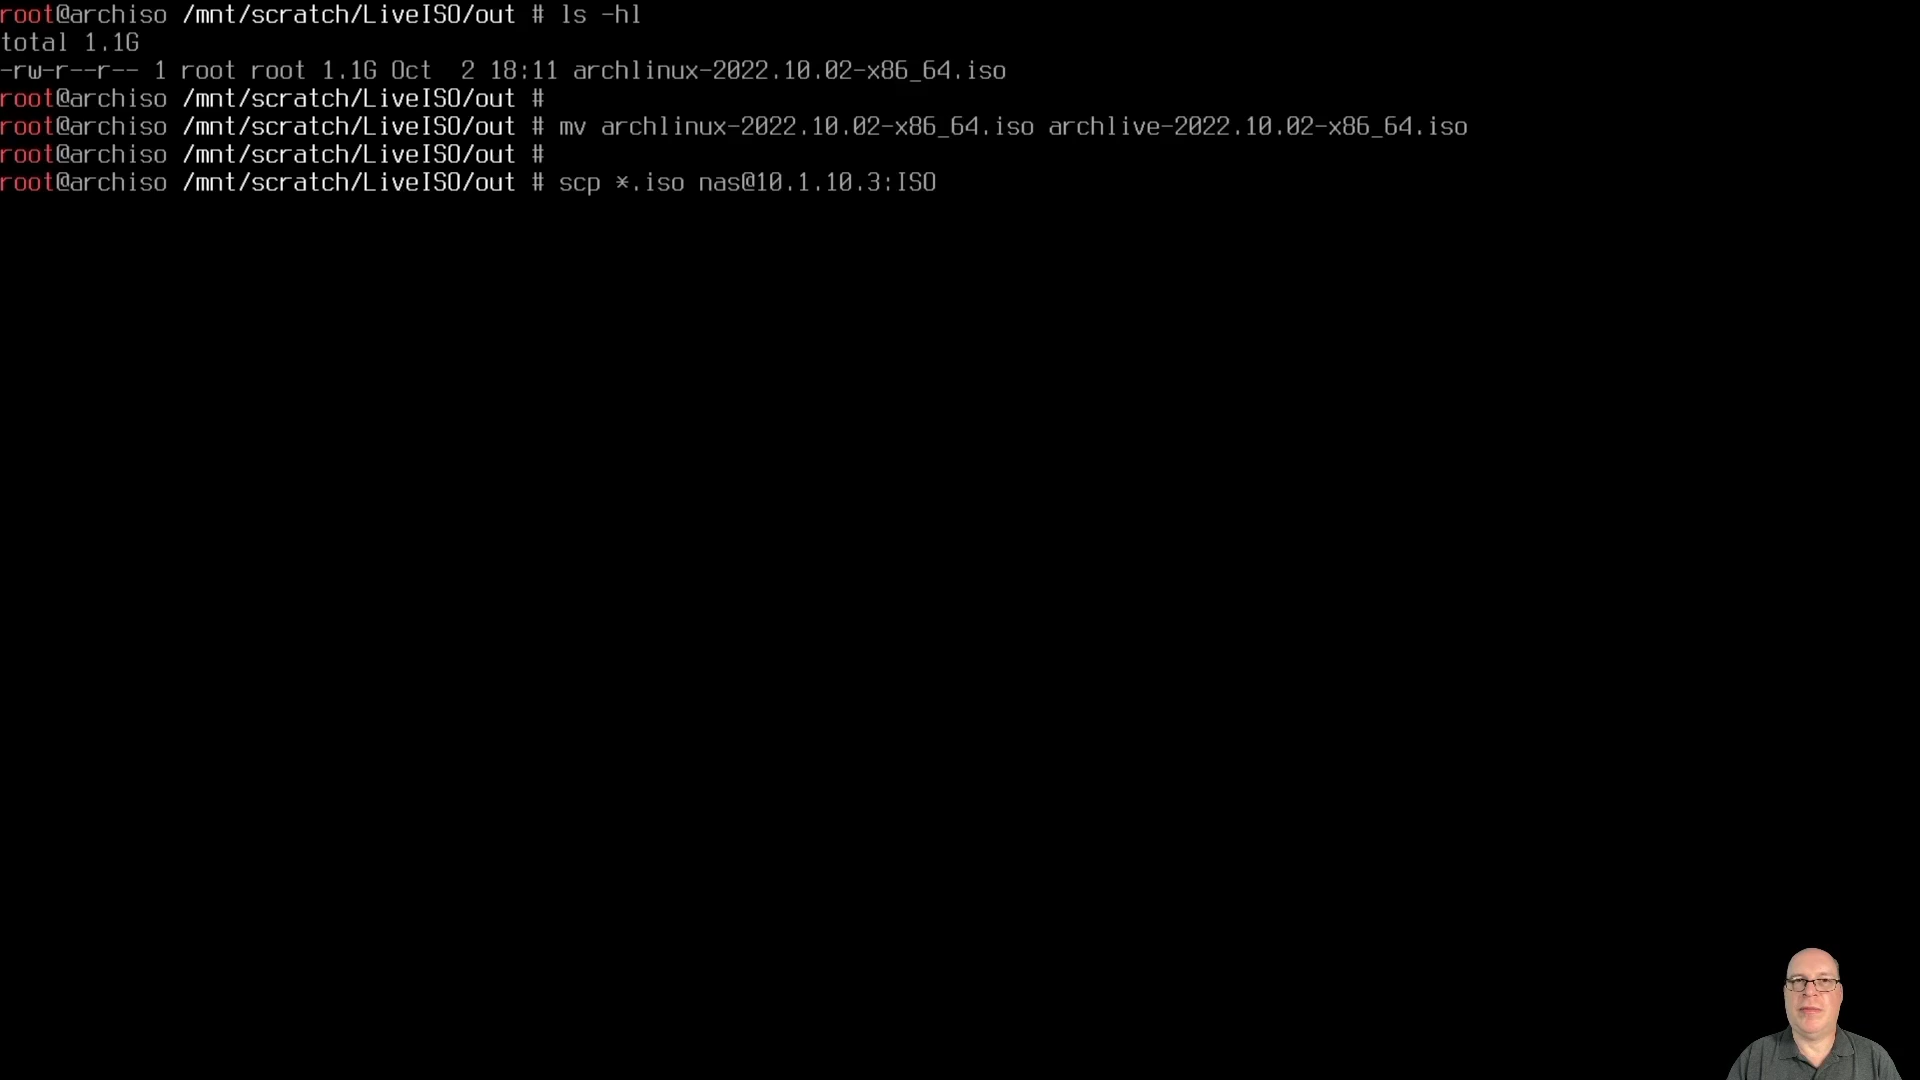 root@archiso /mnt/scratch/LiveISO/out # ls -hl
total 1.1G
-rw-r--r-- 1 root root 1.1G Oct  2 18:11 archlinux-2022.10.02-x86_64.iso
root@archiso /mnt/scratch/LiveISO/out #
root@archiso /mnt/scratch/LiveISO/out # mv archlinux-2022.10.02-x86_64.iso archlive-2022.10.02-x86_64.iso
root@archiso /mnt/scratch/LiveISO/out #
root@archiso /mnt/scratch/LiveISO/out # scp *.iso nas@10.1.10.3:ISO